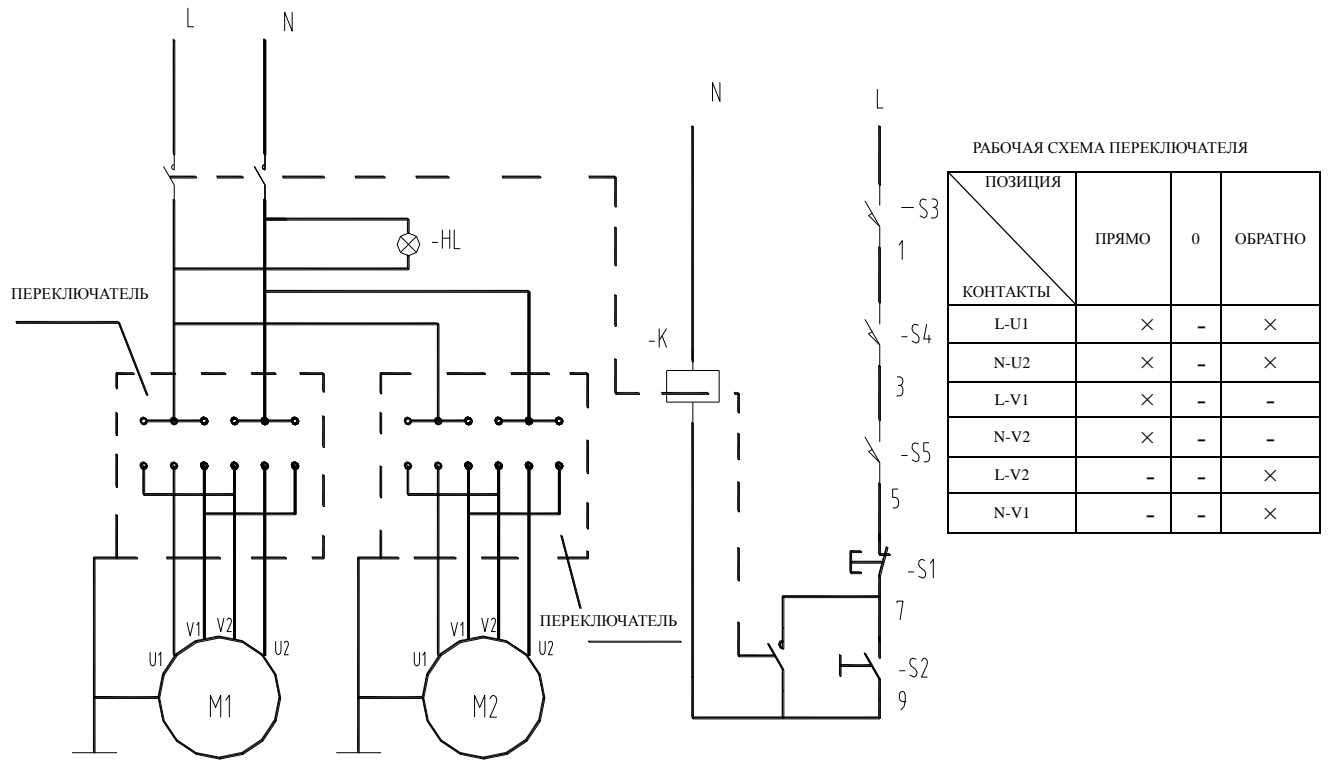 L
N
-HL
ПЕРЕКЛЮЧАТЕЛЬ
V1
V2
U1
U2
M1
V1
V2
U1
U2
M2
ПЕРЕКЛЮЧАТЕЛЬ
N
L
-K
-S3
1
-S4
3
-S5
5
-S1
7
-S2
9
РАБОЧАЯ СХЕМА ПЕРЕКЛЮЧАТЕЛЯ
ПОЗИЦИЯ
КОНТАКТЫ
ПРЯМО 0 ОБРАТНО
L-U1 × - ×
N-U2 × - ×
L-V1 × - -
N-V2 × - -
L-V2 - - ×
N-V1 - - ×